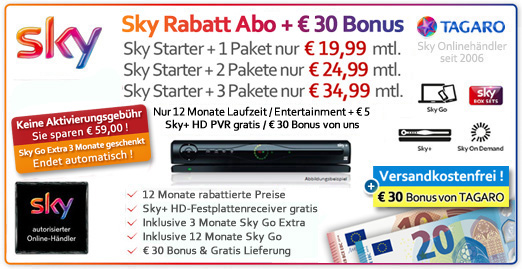 sky
Sky Rabatt Abo + € 30 Bonus
TAGARO
Sky Onlinehändler
seit 2006
Sky Starter + 1 Paket nur € 19,99 mtl.
Sky Starter + 2 Pakete nur € 24,99 mtl.
Sky Starter + 3 Pakete nur € 34,99 mtl.
Sky Go
sky
BOX SETS
Sky+
Sky On Demand
Keine Aktivierungsgebühr
Sie sparen € 59,00 !
Sky Go Extra 3 Monate geschenkt
Endet automatisch !
Nur 12 Monate Laufzeit / Entertainment + € 5
Sky+ HD PVR gratis / € 30 Bonus von uns
Abbildungsbeispiel
sky
autorisierter
Online-Händler
12 Monate rabattierte Preise
Sky+ HD-Festplattenreceiver gratis
Inklusive 3 Monate Sky Go Extra
Inklusive 12 Monate Sky Go
€ 30 Bonus & Gratis Lieferung
+ Versandkostenfrei !
€ 30 Bonus von TAGARO
10
20